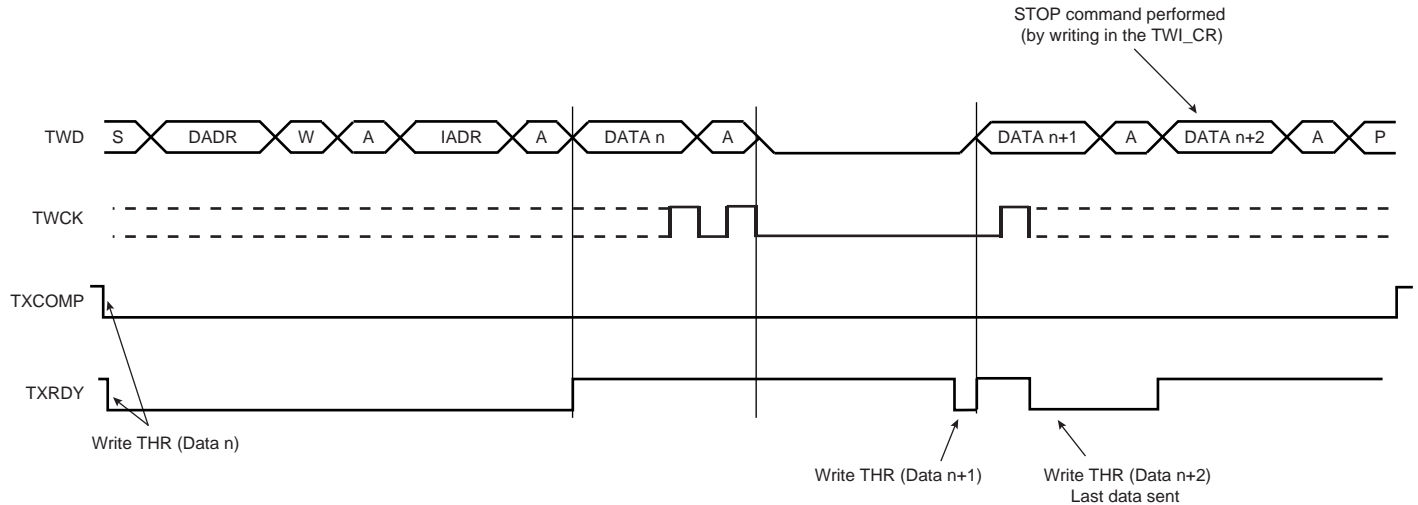 STOP command performed
(by writing in the TWI_CR)
TWD S DADR W A IADR A DATA n A DATA n+1 A DATA n+2 A P
TWCK
TXCOMP
TXRDY
Write THR (Data n)
Write THR (Data n+1) Write THR (Data n+2)
Last data sent